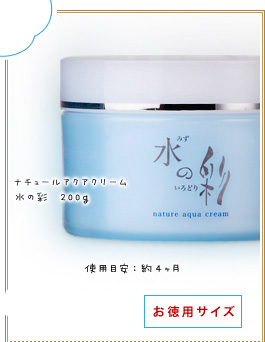 みず
水の彩
いろどり
nature aqua cream
ナチュールアクアクリーム
水の彩 200g
使用目安：約4ヶ月
お徳用サイズ